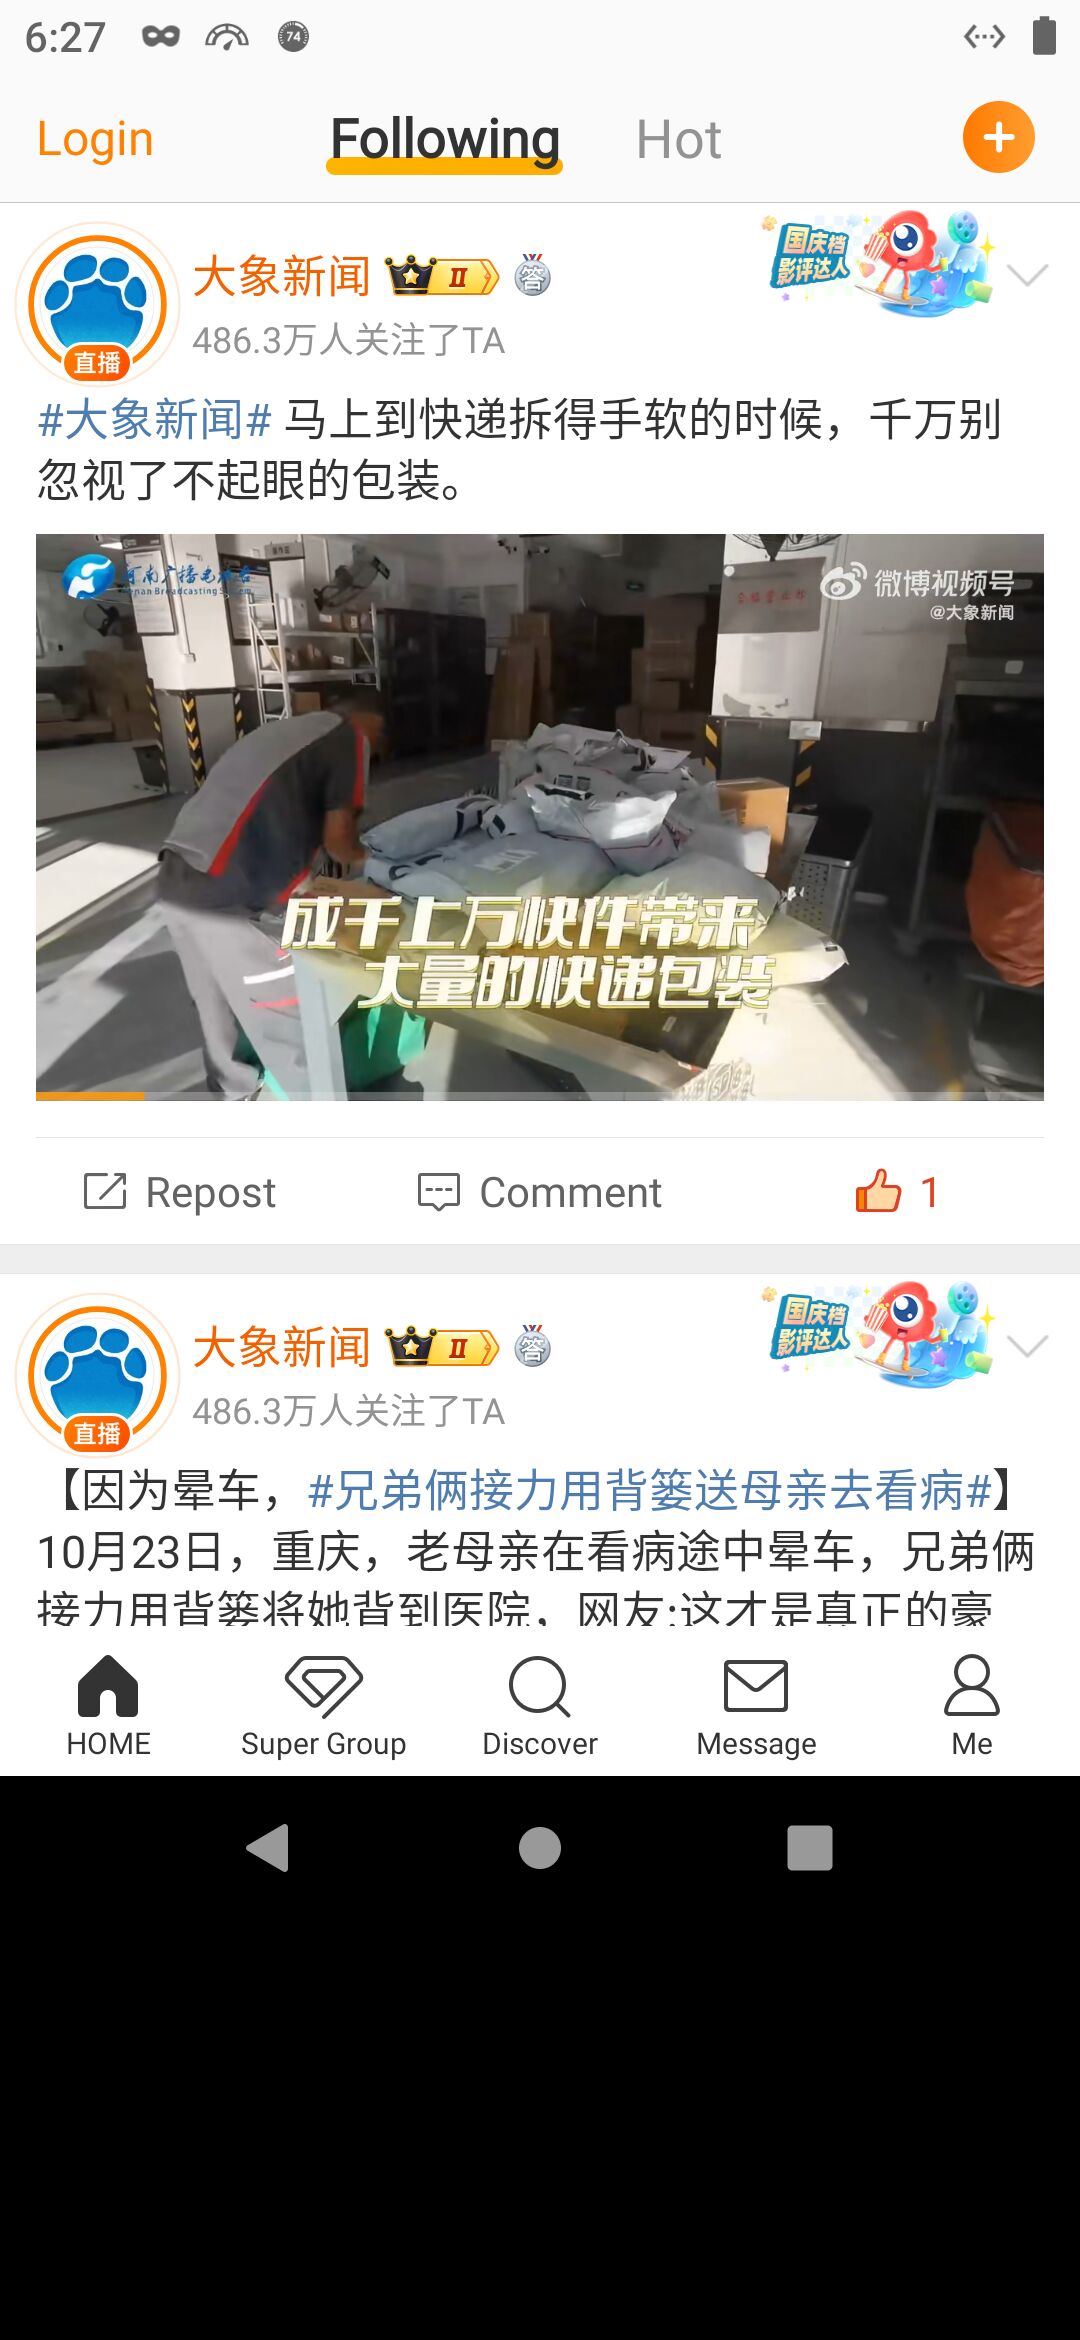 6:27
74
Login
Following
Hot
国庆档
影评达人
大象新闻
II
答
486.3万人关注了TA
直播
#大象新闻# 马上到快递拆得手软的时候，千万别
忽视了不起眼的包装。
河南广播电视台
Henan Broadcasting System
微博视频号
@大象新闻
成千上万快件带来
大量的快递包装
Repost
Comment
1
国庆档
影评达人
大象新闻
II
答
486.3万人关注了TA
直播
【因为晕车，#兄弟俩接力用背篓送母亲去看病#】
10月23日，重庆，老母亲在看病途中晕车，兄弟俩
接力用背篓将她背到医院，网友:这才是真正的豪
HOME
Super Group
Discover
Message
Me